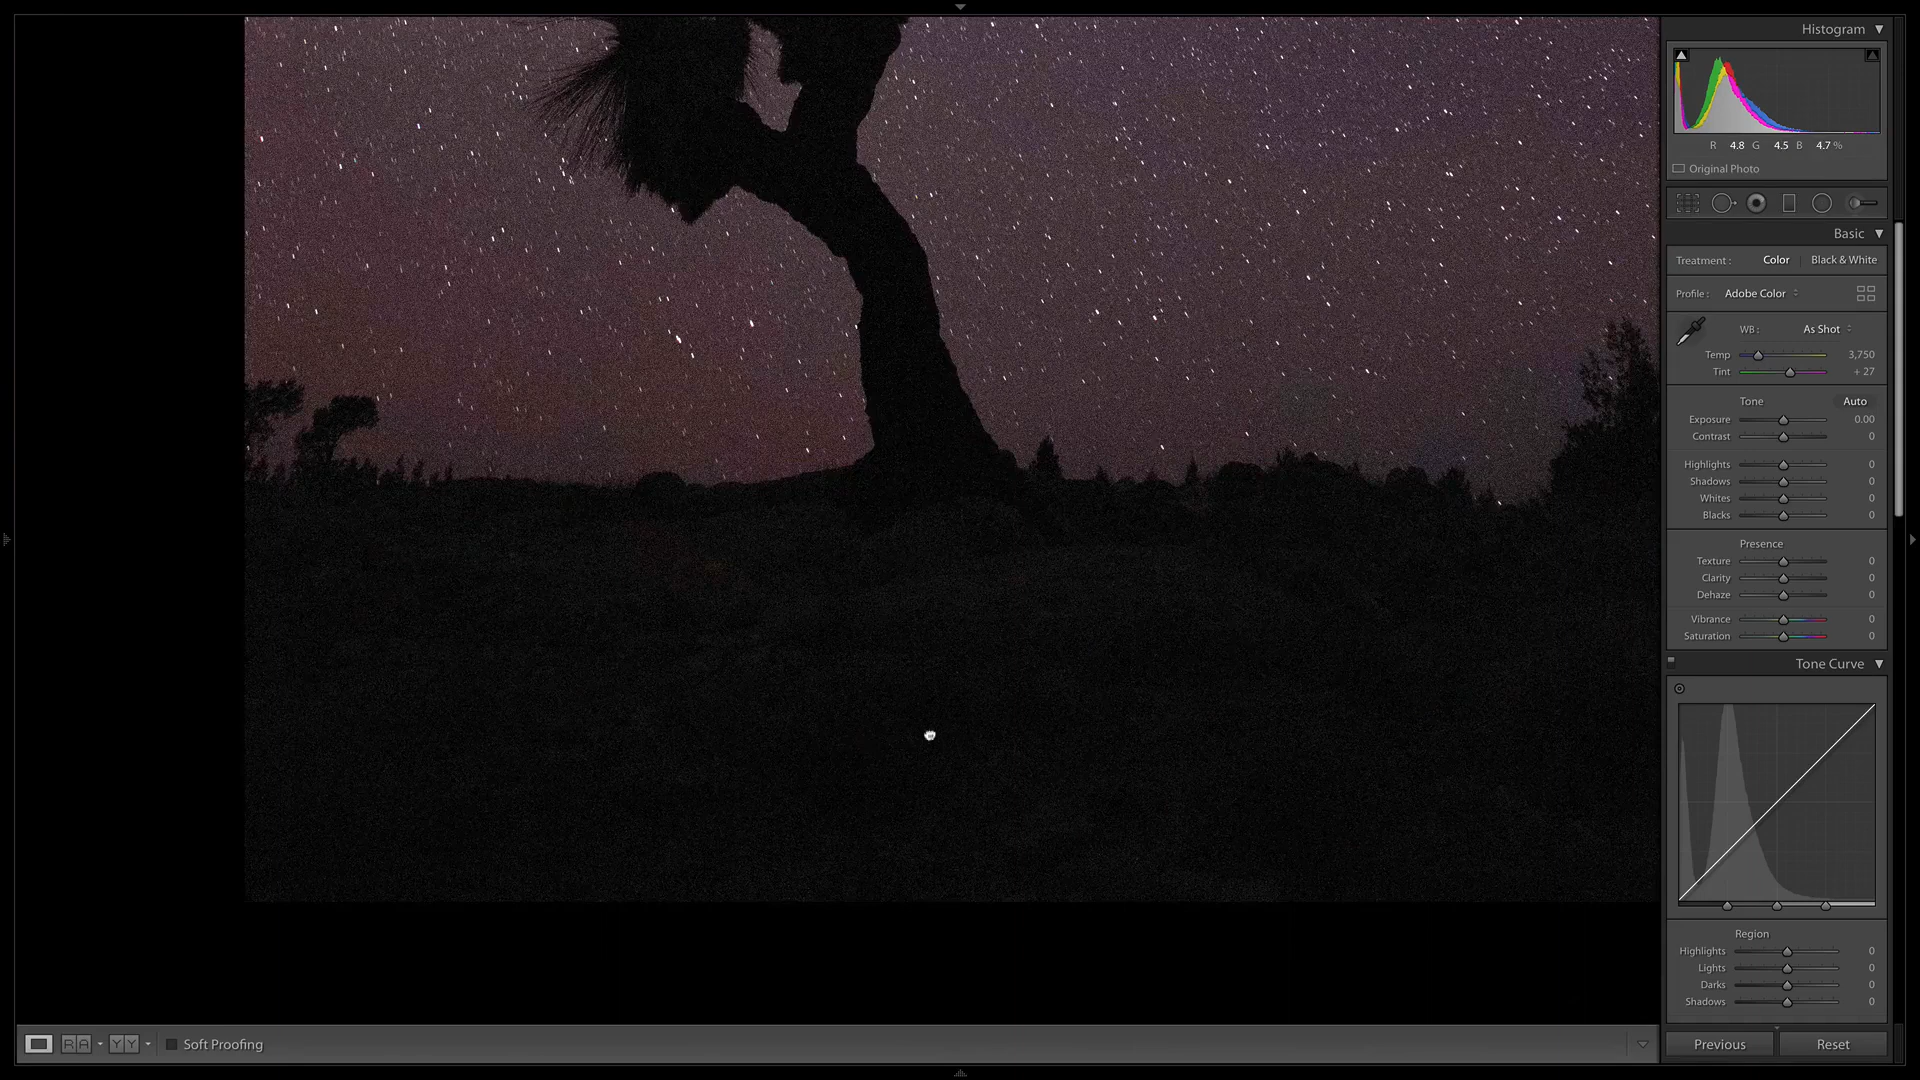 Histogram
R 4.8 G 4.5 B 4.7 %
Original Photo
Basic
Treatment : Color Black & White
Profile : Adobe Color
WB : As Shot
Temp 3,750
Tint + 27
Tone Auto
Exposure 0.00
Contrast 0
Highlights 0
Shadows 0
Whites 0
Blacks 0
Presence
Texture 0
Clarity 0
Dehaze 0
Vibrance 0
Saturation 0
Tone Curve
Region
Highlights 0
Lights 0
Darks 0
Shadows 0
R A Y Y Soft Proofing
Previous Reset